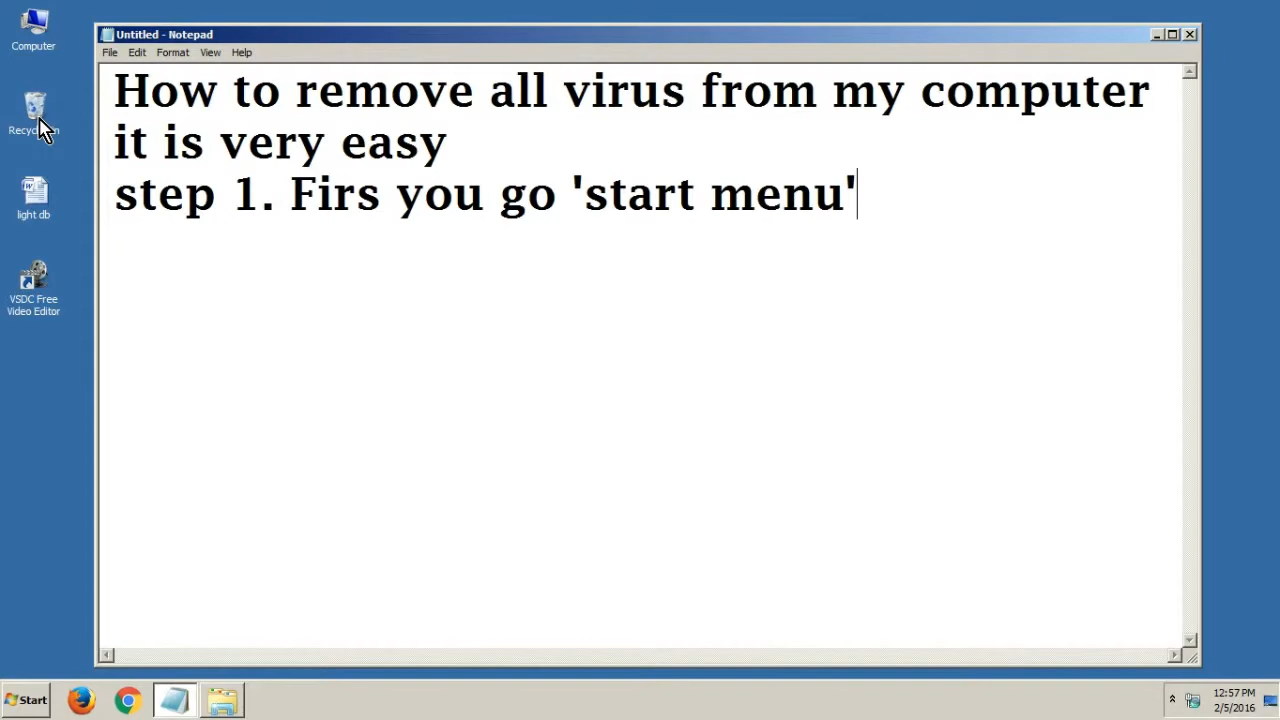 Computer
Recyc
light db
VSDC Free
Video Editor
Untitled - Notepad
File Edit Format View Help
How to remove all virus from my computer
it is very easy
step 1. Firs you go 'start menu'
Start
12:57 PM
2/5/2016